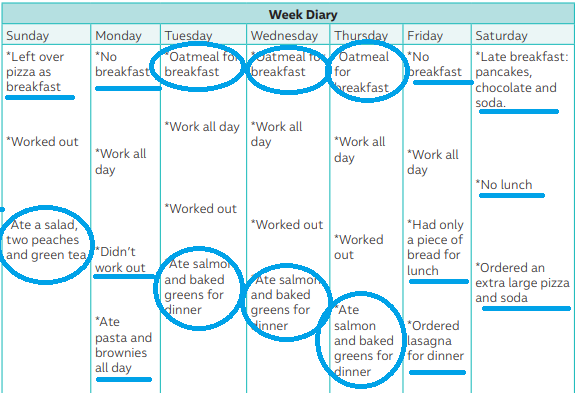 Week Diary
Sunday
Monday
Tuesday
Wednesday
Thursday
Friday
Saturday
*Left over
pizza as
breakfast
*Worked out
Ate a salad,
two peaches
and green tea
*No
breakfast
*Work all
day
*Didn't
work out
*Ate
pasta and
brownies
all day
*Oatmeal for
breakfast
*Work all day
*Worked out
*Ate salmon
and baked
greens for
dinner
*Oatmeal for
breakfast
*Work all
day
*Worked out
*Ate salmon
and baked
greens for
dinner
*Oatmeal
for
breakfast
*Work all
day
*Worked
out
*Ate
salmon
and baked
greens for
dinner
*No
breakfast
*Work all
day
*Had only
a piece of
bread for
lunch
*Ordered
lasagna
for dinner
*Late breakfast:
pancakes,
chocolate and
soda.
*No lunch
*Ordered an
extra large pizza
and soda